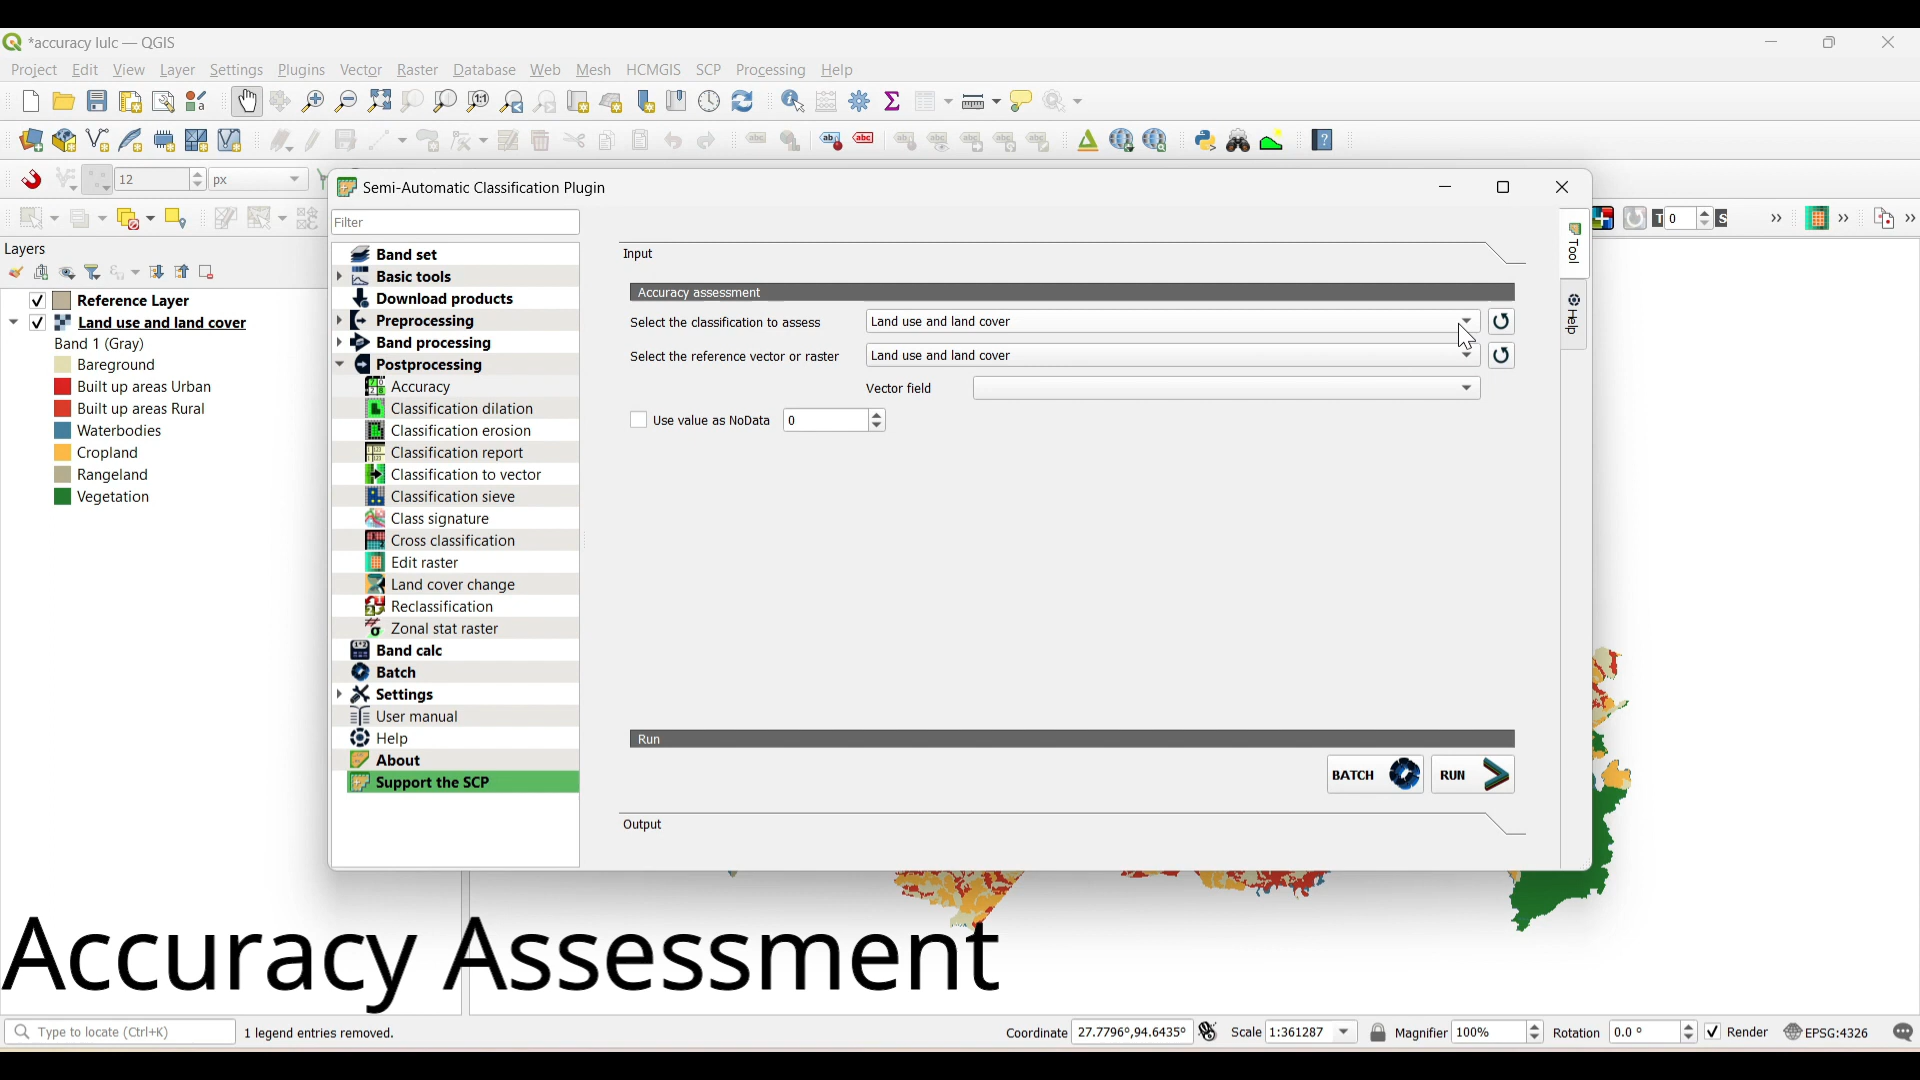 *accuracy lulc — QGIS
Project Edit View Layer Settings Plugins Vector Raster Database Web Mesh HCMGIS SCP Processing Help
12 px
Semi-Automatic Classification Plugin
Filter
T 0 S
Layers
Reference Layer
Land use and land cover
Band 1 (Gray)
Bareground
Built up areas Urban
Built up areas Rural
Waterbodies
Cropland
Rangeland
Vegetation
Band set
Basic tools
Download products
Preprocessing
Band processing
Postprocessing
Accuracy
Classification dilation
Classification erosion
Classification report
Classification to vector
Classification sieve
Class signature
Cross classification
Edit raster
Land cover change
Reclassification
Zonal stat raster
Band calc
Batch
Settings
User manual
Help
About
Support the SCP
Input
Accuracy assessment
Select the classification to assess Land use and land cover
Select the reference vector or raster Land use and land cover
Vector field
Use value as NoData 0
Run
BATCH RUN
Output
Tool
Help
Accuracy Assessment
Type to locate (Ctrl+K) 1 legend entries removed. Coordinate 27.7796°,94.6435° Scale 1:361287 Magnifier 100% Rotation 0.0 ° Render EPSG:4326